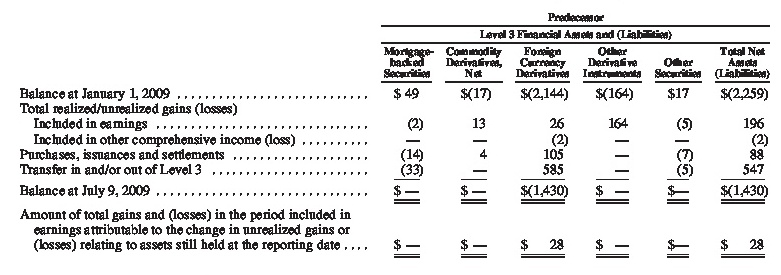 Predecessor
Level 3 Financial Assets and (Liabilities)
Mortgage-backed Securities Commodity Derivatives, Net Foreign Currency Derivatives Other Derivative Instruments Other Securities Total Net Assets (Liabilities)
Balance at January 1, 2009 ........ $ 49 $(17) $(2,144) $(164) $17 $(2,259)
Total realized/unrealized gains (losses)
Included in earnings ........ (2) 13 26 164 (5) 196
Included in other comprehensive income (loss) ........ — — (2) — — (2)
Purchases, issuances and settlements ........ (14) 4 105 — (7) 88
Transfer in and/or out of Level 3 ........ (33) — 585 — (5) 547
Balance at July 9, 2009 ........ $ — $ — $(1,430) $ — $— $(1,430)
Amount of total gains and (losses) in the period included in
earnings attributable to the change in unrealized gains or
(losses) relating to assets still held at the reporting date .... $ — $ — $ 28 $ — $— $ 28